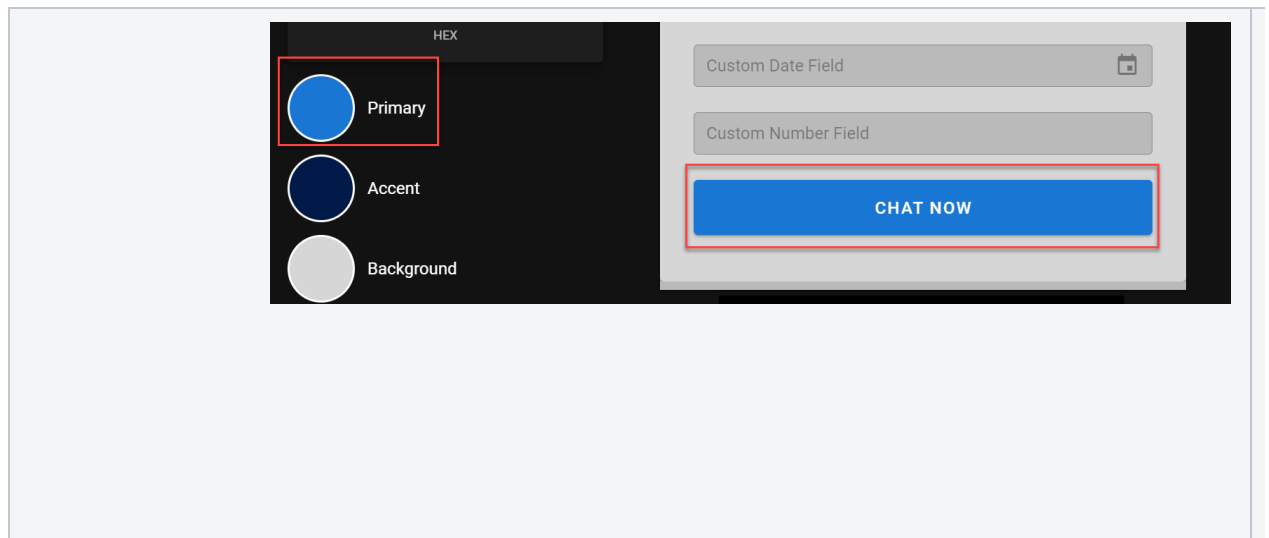 HEX
Primary
Accent
Background
Custom Date Field
Custom Number Field
CHAT NOW